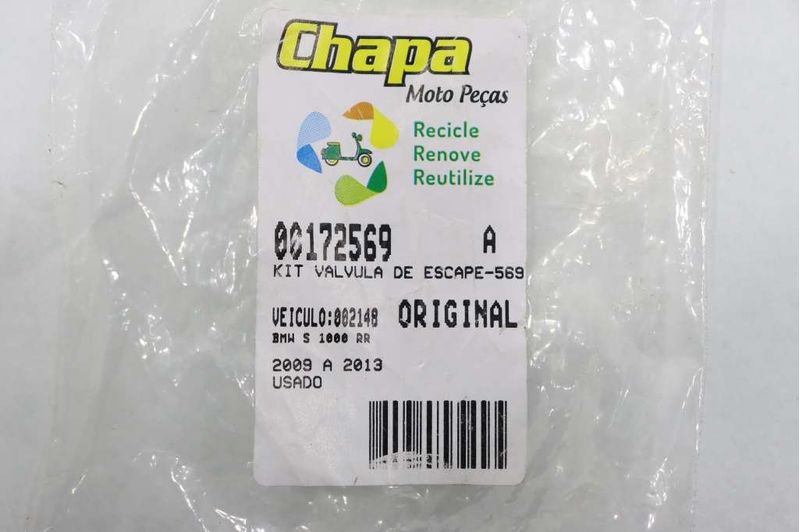 Chapa
Moto Peças
Recicle
Renove
Reutilize
00172569 A
KIT VALVULA DE ESCAPE-569
VEICULO:002148 ORIGINAL
BMW S 1000 RR
2009 A 2013
USADO